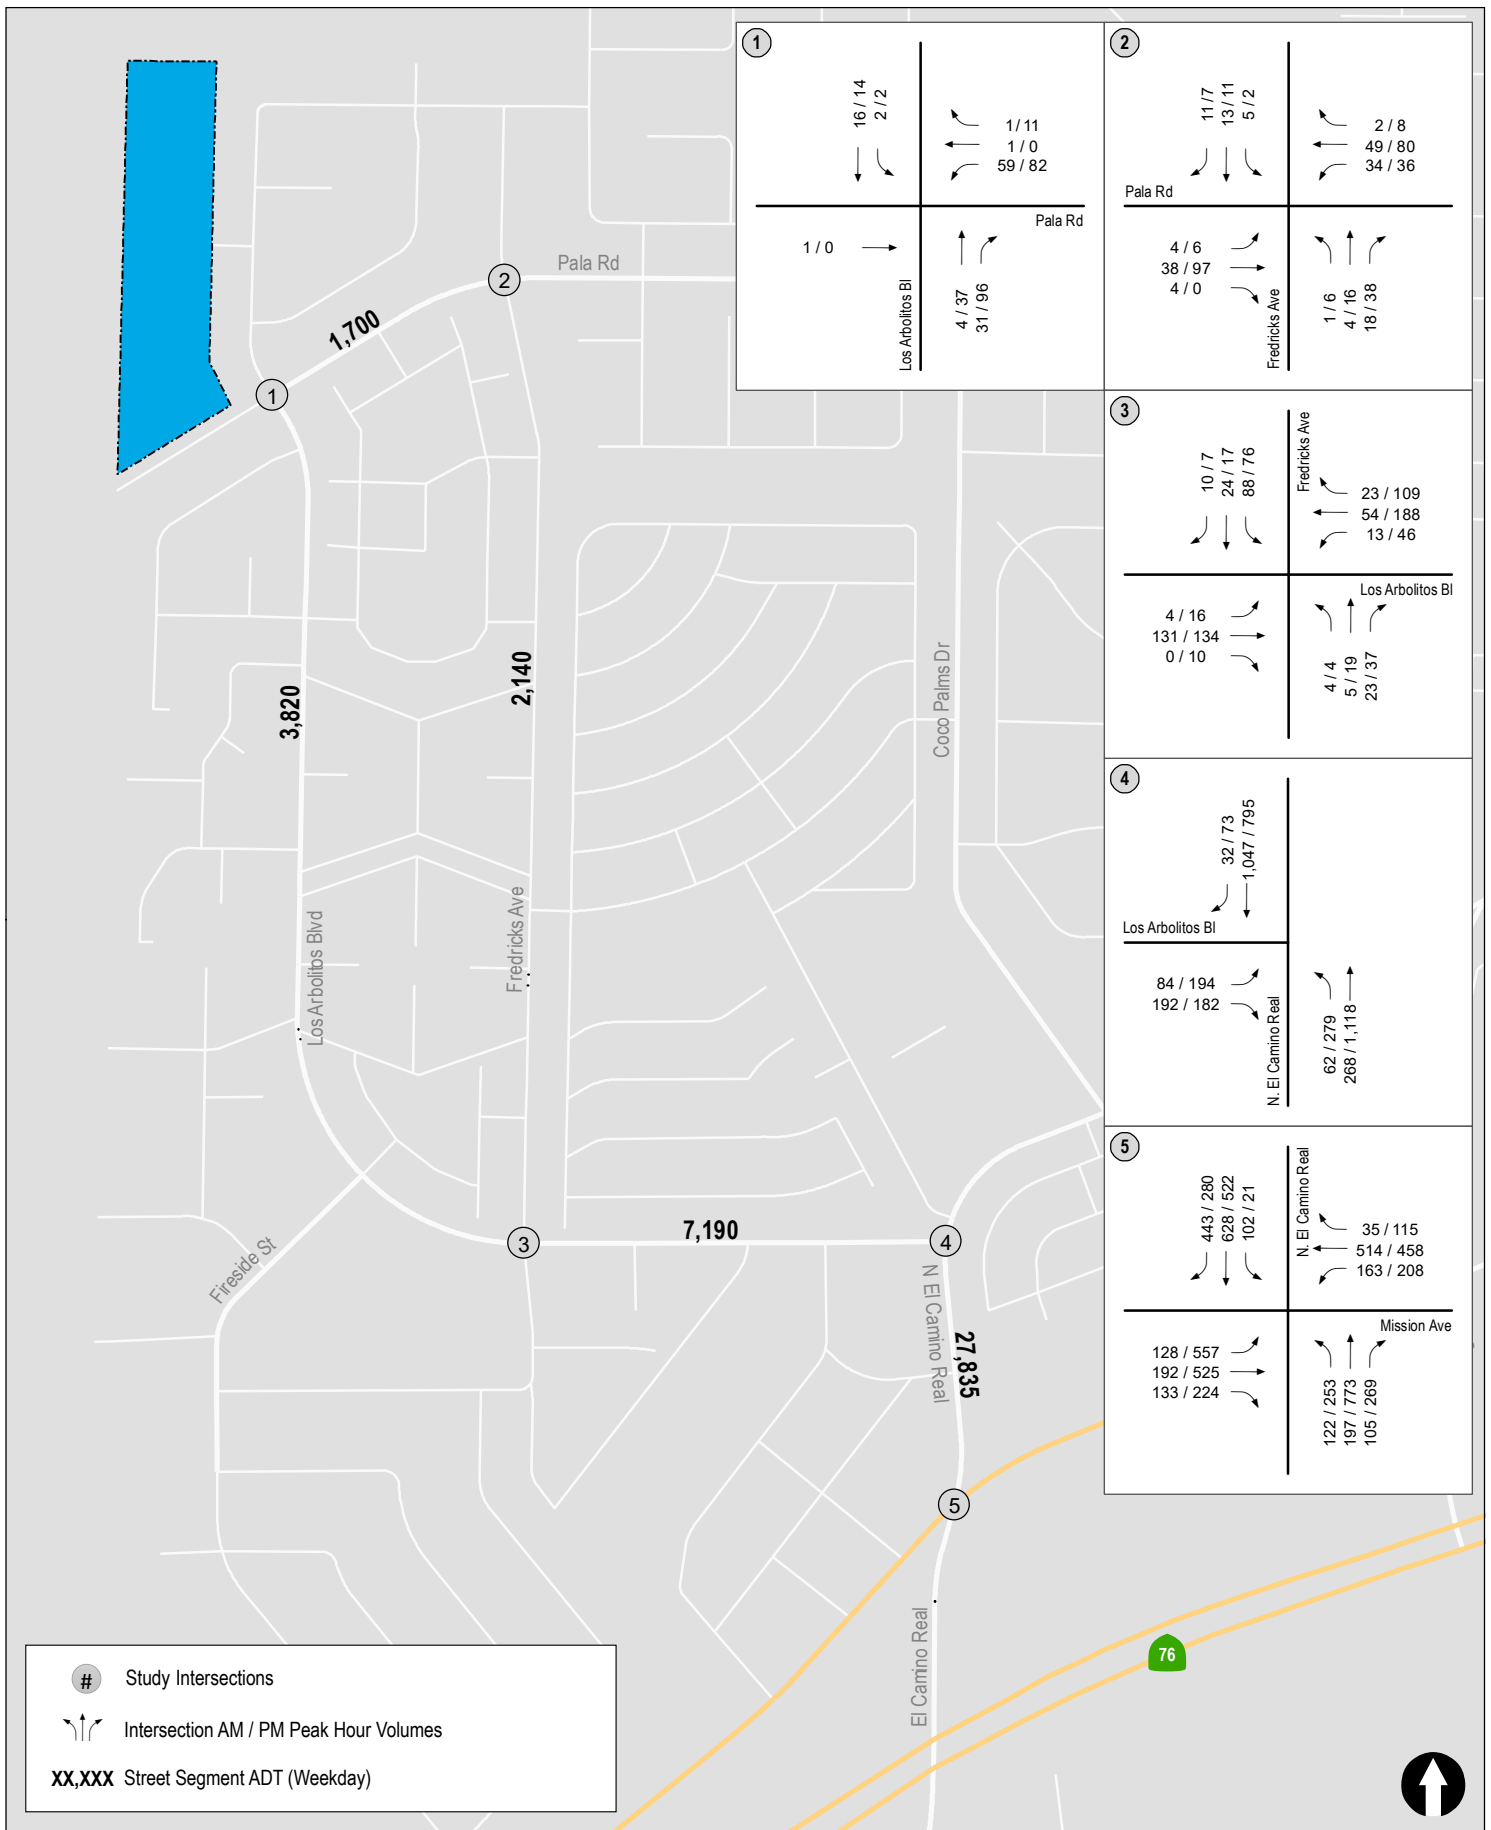 1
16 / 14
2 / 2
1 / 11
1 / 0
59 / 82
Pala Rd
1 / 0
Los Arbolitos Bl
4 / 37
31 / 96
2
11 / 7
13 / 11
5 / 2
2 / 8
49 / 80
34 / 36
Pala Rd
4 / 6
38 / 97
4 / 0
Fredricks Ave
1 / 6
4 / 16
18 / 38
3
10 / 7
24 / 17
88 / 76
Fredricks Ave
23 / 109
54 / 188
13 / 46
Los Arbolitos Bl
4 / 16
131 / 134
0 / 10
4 / 4
5 / 19
23 / 37
4
32 / 73
1,047 / 795
Los Arbolitos Bl
84 / 194
192 / 182
N. El Camino Real
62 / 279
268 / 1,118
5
443 / 280
628 / 522
102 / 21
N. El Camino Real
35 / 115
514 / 458
163 / 208
Mission Ave
128 / 557
192 / 525
133 / 224
122 / 253
197 / 773
105 / 269
Pala Rd
2
1,700
1
3,820
2,140
Coco Palms Dr
Los Arbolitos Blvd
Fredricks Ave
Fireside St
3
7,190
4
N El Camino Real
27,835
5
El Camino Real
76
# Study Intersections
Intersection AM / PM Peak Hour Volumes
XX,XXX Street Segment ADT (Weekday)